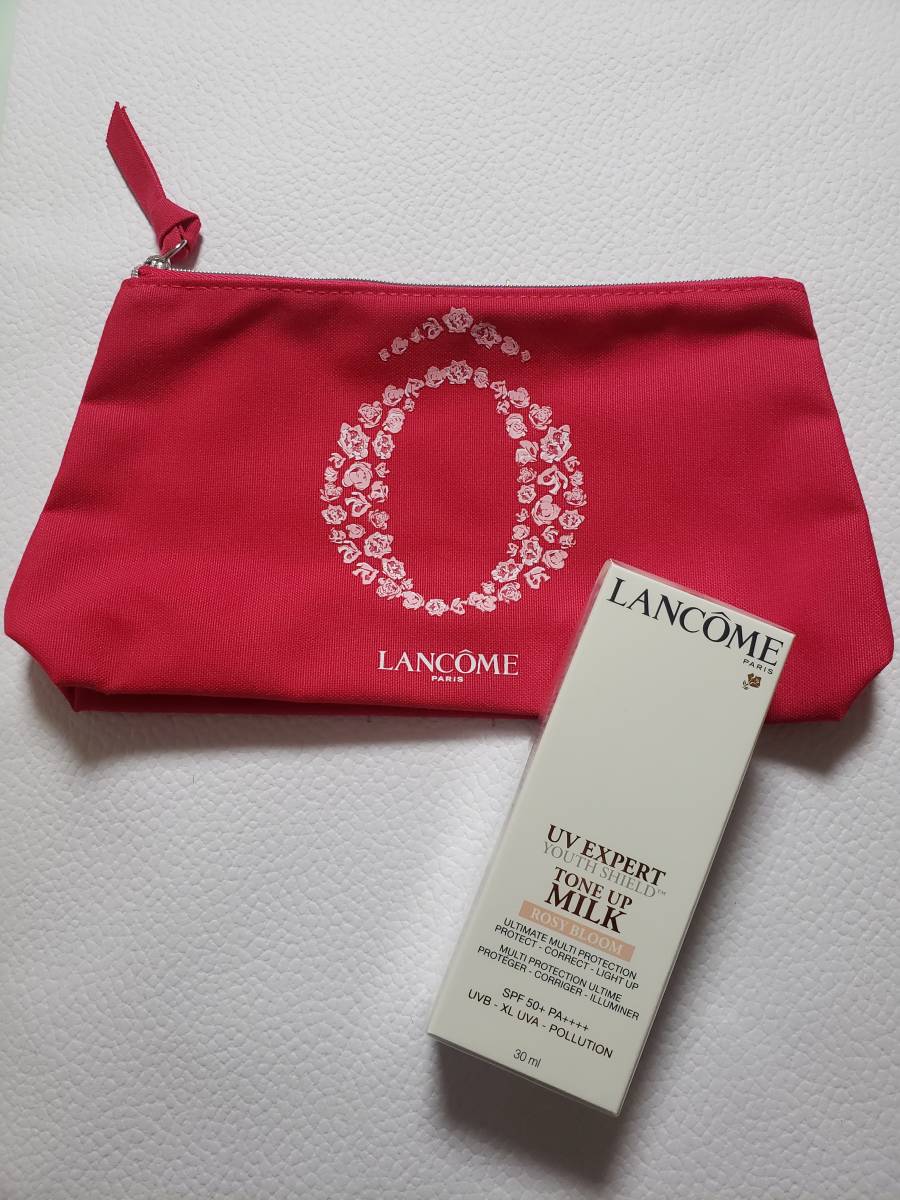 Ô
LANCÔME
PARIS
LANCÔME
PARIS
UV EXPERT
YOUTH SHIELD™
TONE UP
MILK
ROSY BLOOM
ULTIMATE MULTI PROTECTION
PROTECT - CORRECT - LIGHT UP
MULTI PROTECTION ULTIME
PROTEGER - CORRIGER - ILLUMINER
SPF 50+ PA++++
UVB - XL UVA - POLLUTION
30 ml